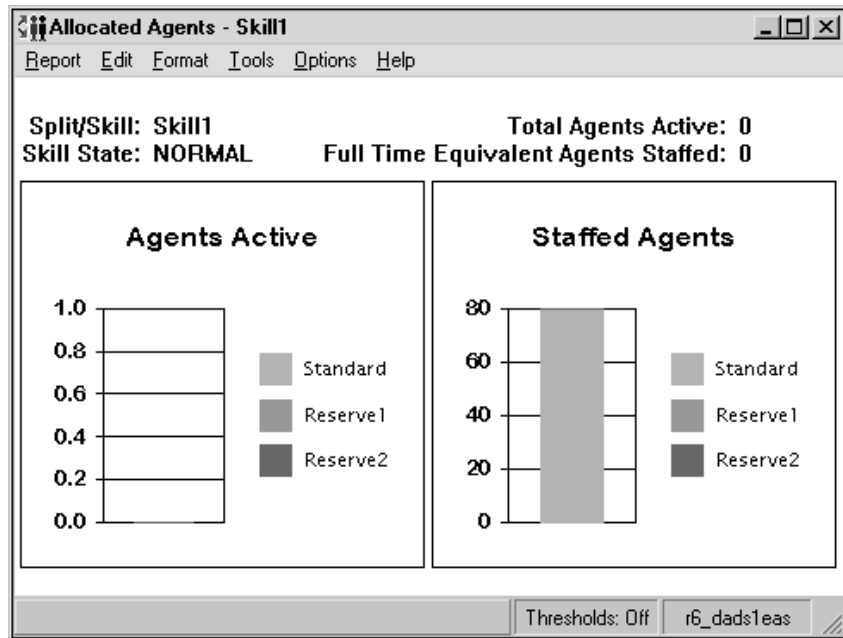 Allocated Agents - Skill1
Report Edit Format Tools Options Help
Split/Skill: Skill1
Total Agents Active: 0
Skill State: NORMAL
Full Time Equivalent Agents Staffed: 0
Agents Active
1.0
0.8
0.6
0.4
0.2
0.0
Standard
Reserve1
Reserve2
Staffed Agents
80
60
40
20
0
Standard
Reserve1
Reserve2
Thresholds: Off
r6_dads1eas